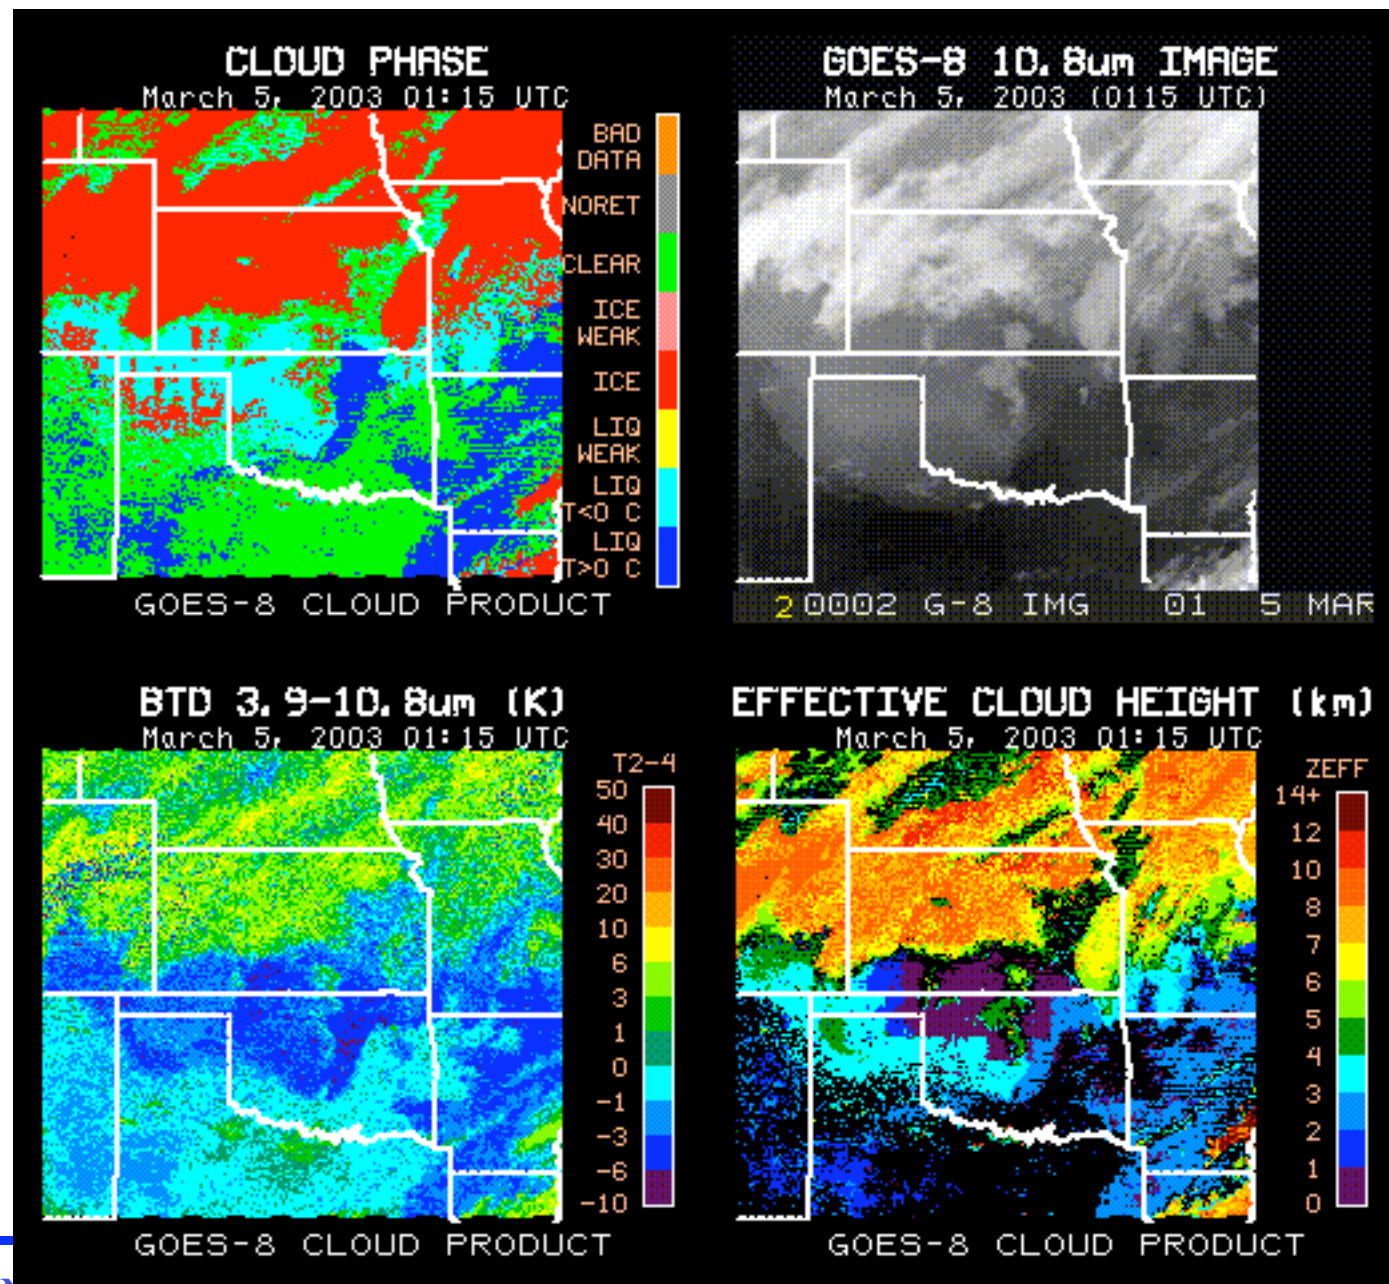 CLOUD PHASE
March 5, 2003 01:15 UTC
BAD
DATA
NORET
CLEAR
ICE
WEAK
ICE
LIQ
WEAK
LIQ
T<0 C
LIQ
T>0 C
GOES-8 CLOUD PRODUCT
GOES-8 10.8um IMAGE
March 5, 2003 (0115 UTC)
2 0002 G-8 IMG 01 5 MAR
BTD 3.9-10.8um (K)
March 5, 2003 01:15 UTC
T2-4
50
40
30
20
10
6
3
1
0
-1
-3
-6
-10
GOES-8 CLOUD PRODUCT
EFFECTIVE CLOUD HEIGHT (km)
March 5, 2003 01:15 UTC
ZEFF
14+
12
10
8
7
6
5
4
3
2
1
0
GOES-8 CLOUD PRODUCT